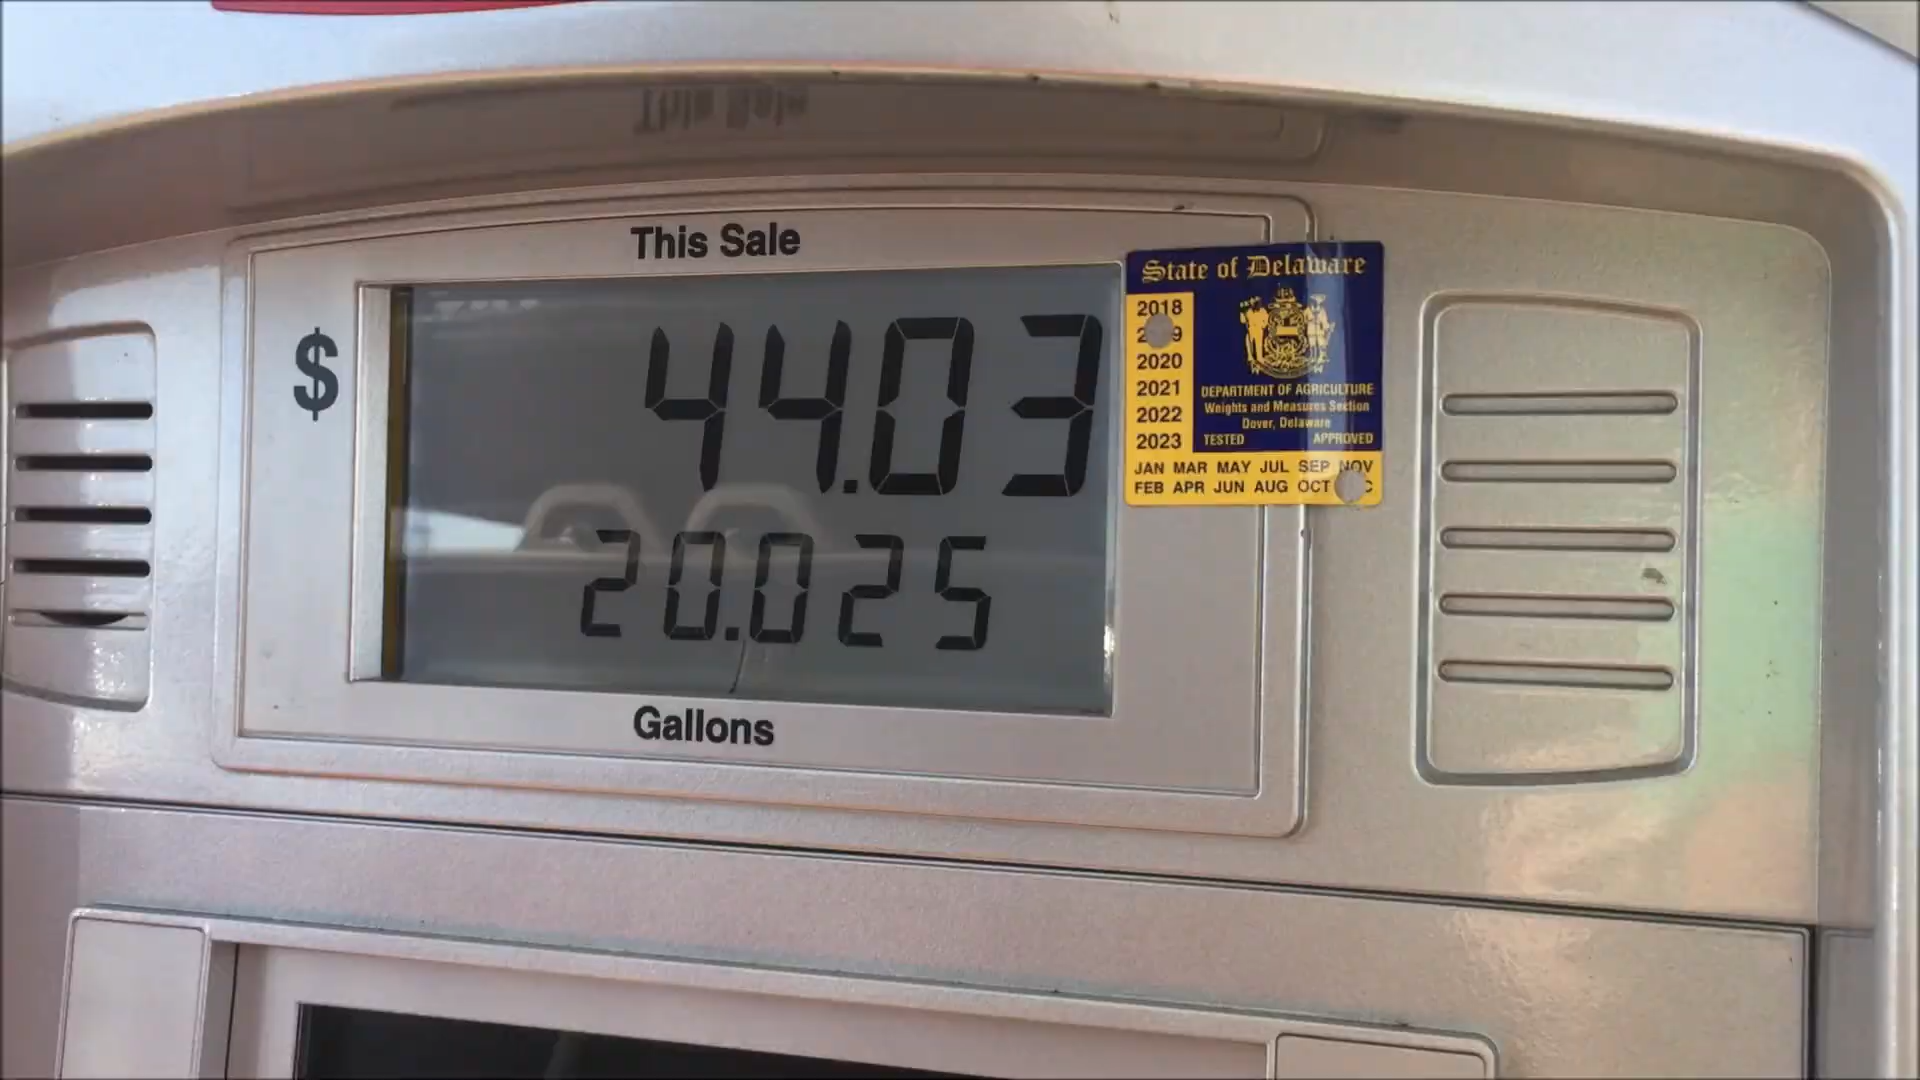 This Sale
$ 44.03
20.025
Gallons
State of Delaware
2018
2020
2021
2022
2023
DEPARTMENT OF AGRICULTURE
Weights and Measures Section
Dover, Delaware
TESTED APPROVED
JAN MAR MAY JUL SEP NOV
FEB APR JUN AUG OCT